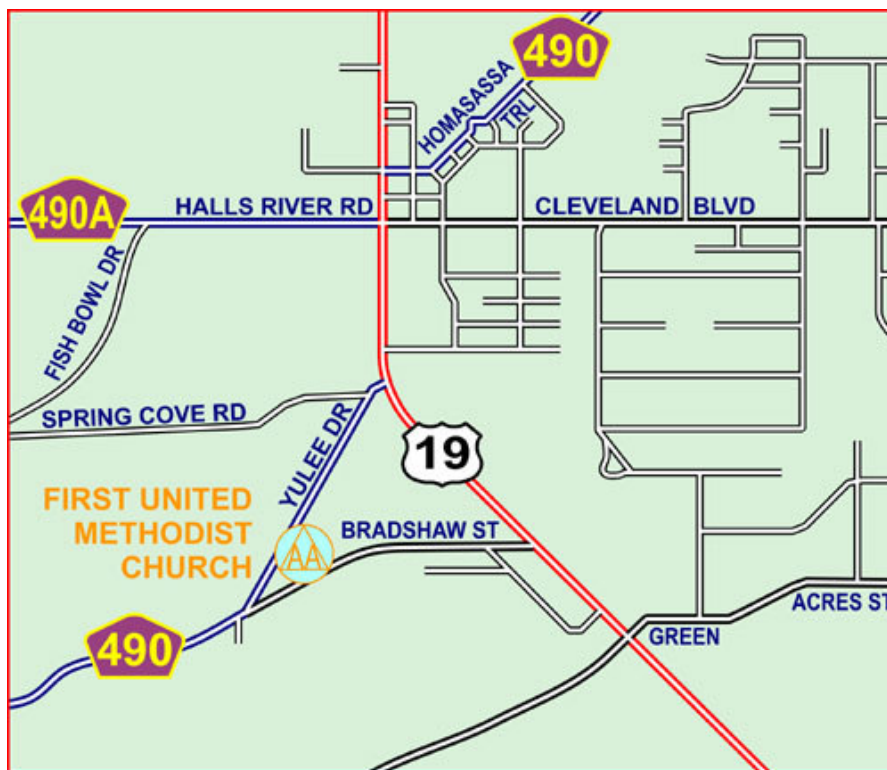 490
HOMASASSA
TRL
490A
HALLS RIVER RD
CLEVELAND BLVD
FISH BOWL DR
SPRING COVE RD
YULEE DR
19
FIRST UNITED
METHODIST
CHURCH
AA
BRADSHAW ST
490
GREEN
ACRES ST